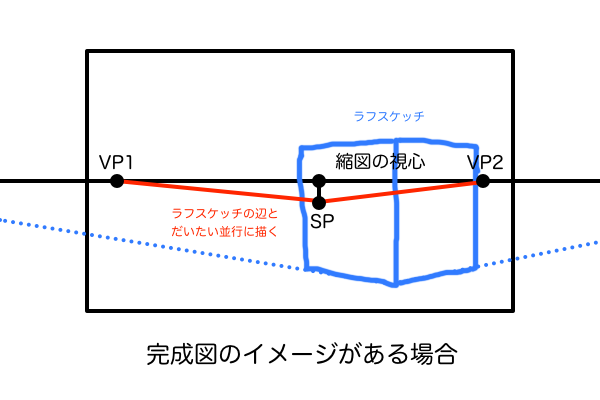 ラフスケッチ
VP1
縮図の視心
VP2
ラフスケッチの辺と
だいたい並行に描く
SP
完成図のイメージがある場合